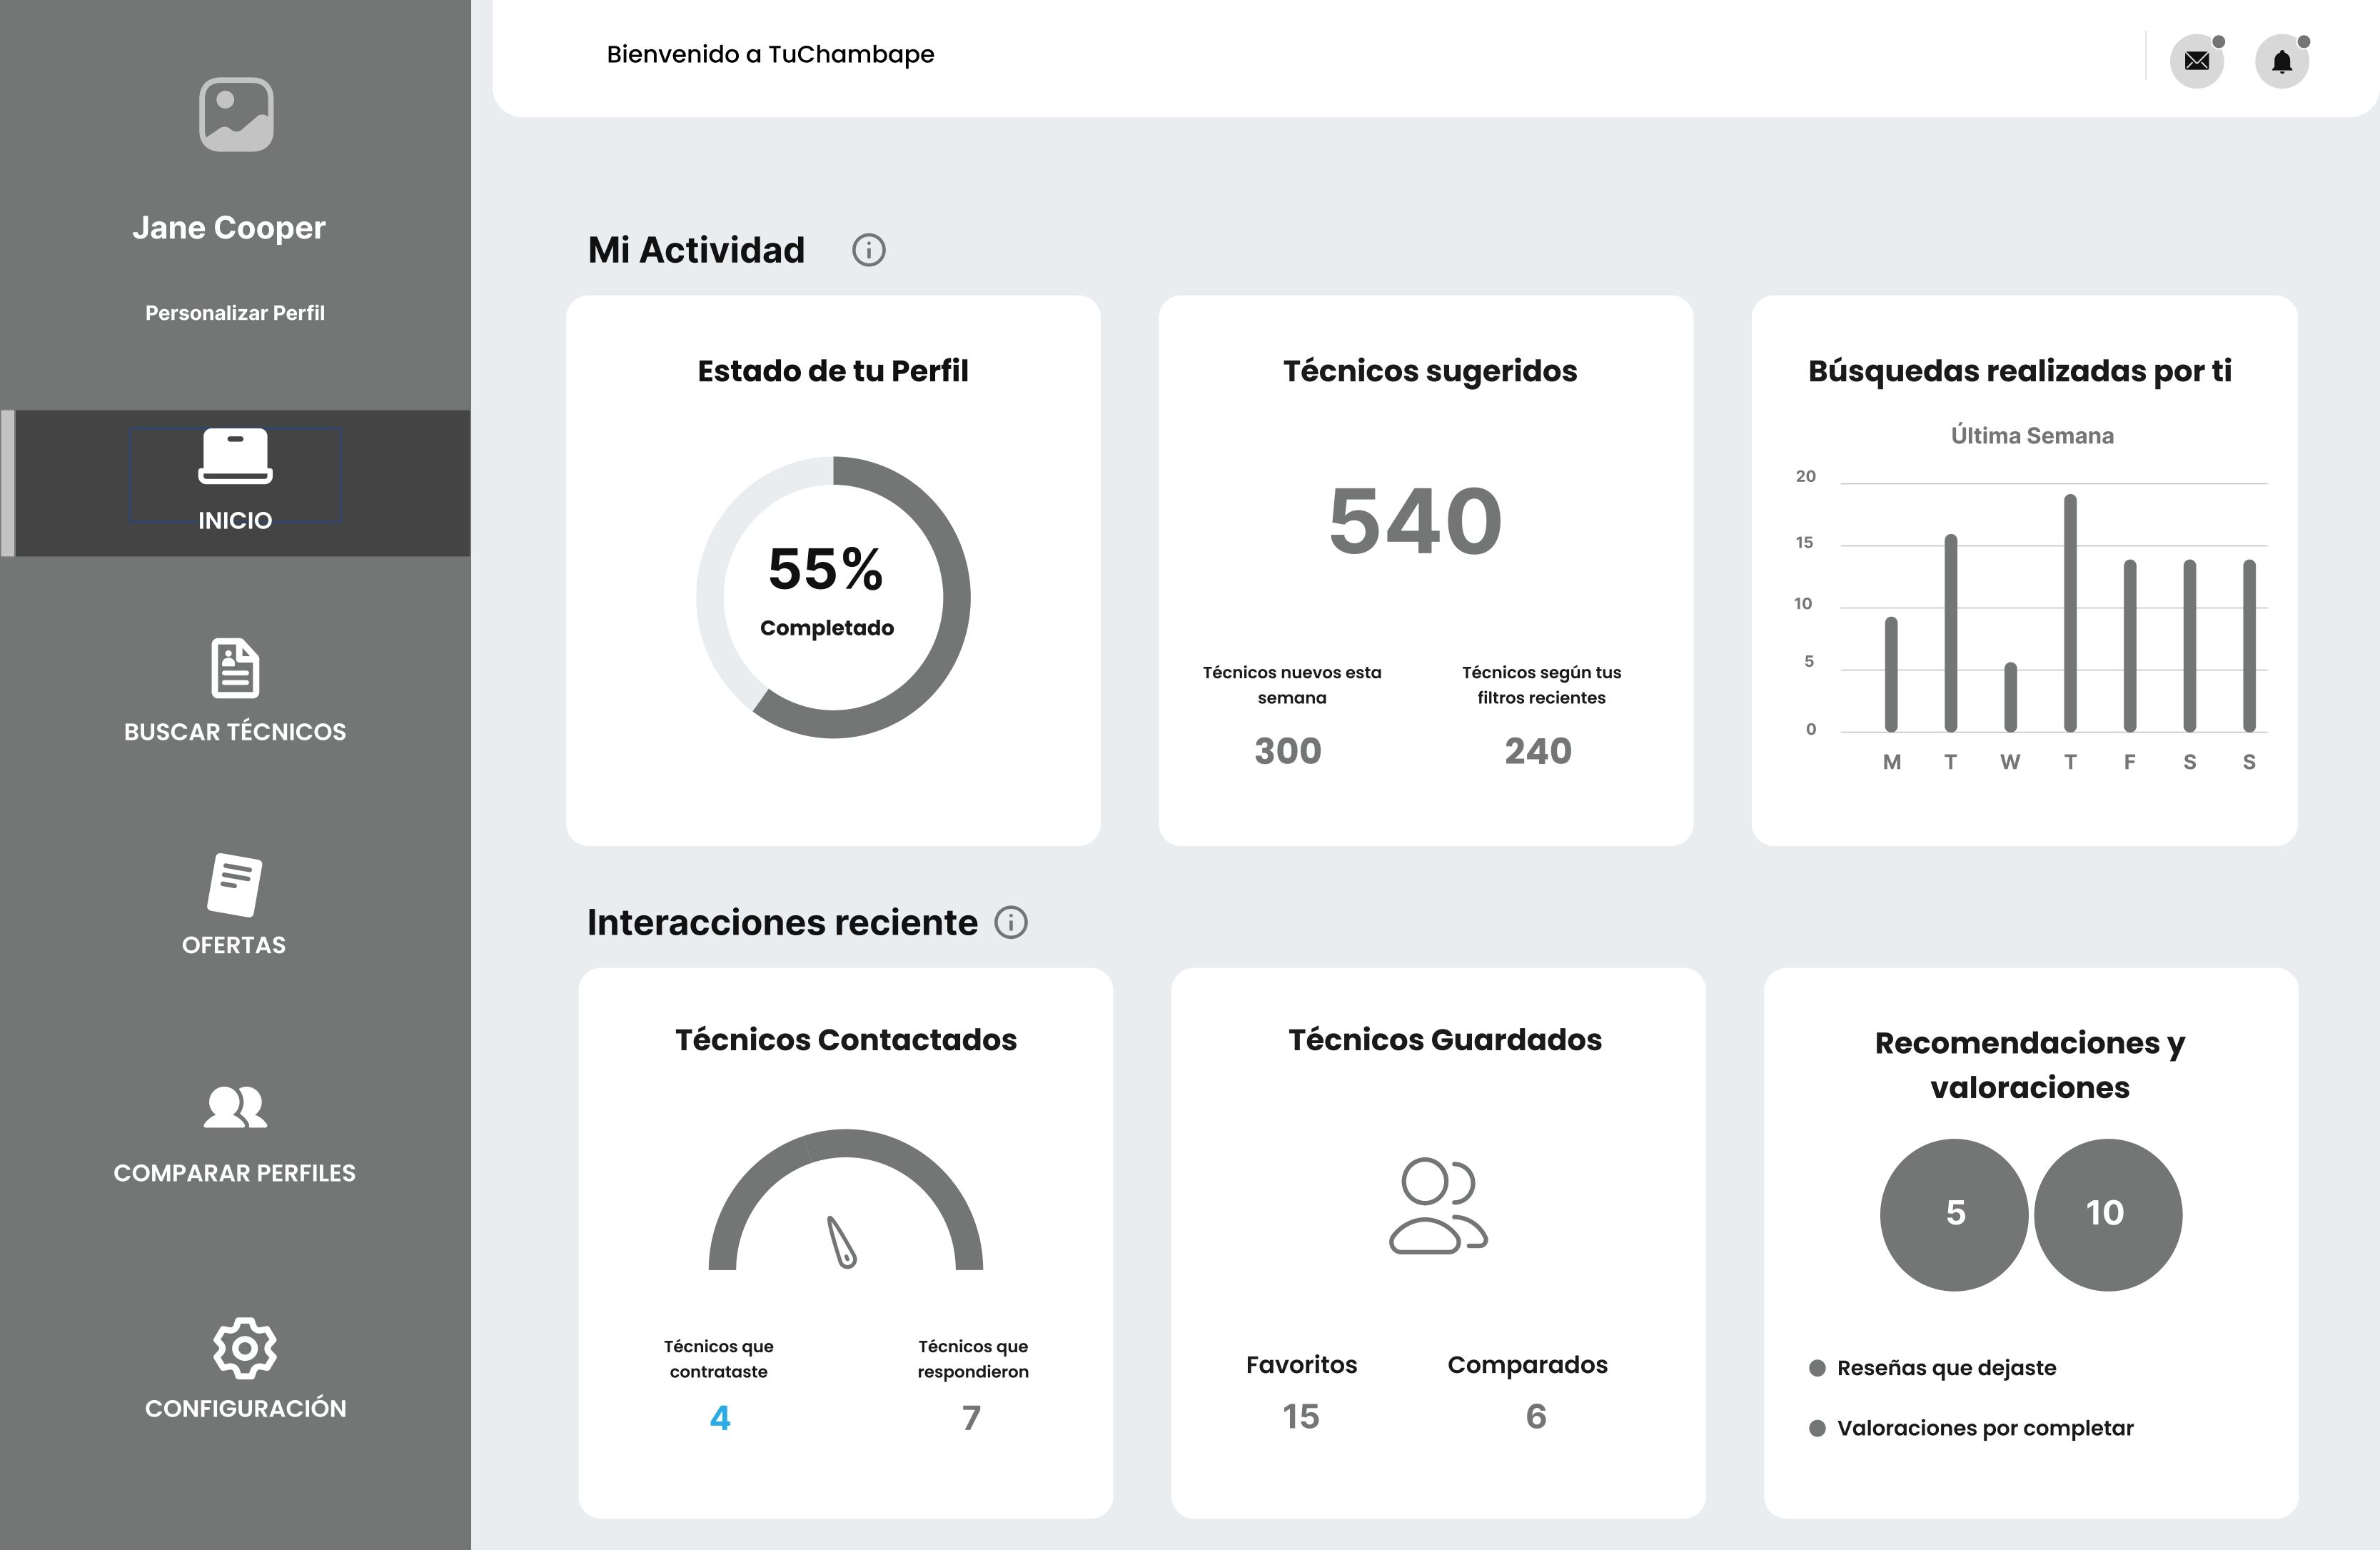 Bienvenido a TuChambape
Jane Cooper
Personalizar Perfil
INICIO
BUSCAR TÉCNICOS
OFERTAS
COMPARAR PERFILES
CONFIGURACIÓN
Mi Actividad
Estado de tu Perfil
55%
Completado
Técnicos sugeridos
540
Técnicos nuevos esta
semana
300
Técnicos según tus
filtros recientes
240
Búsquedas realizadas por ti
Última Semana
20
15
10
5
0
M T W T F S S
Interacciones reciente
Técnicos Contactados
Técnicos que
contrataste
4
Técnicos que
respondieron
7
Técnicos Guardados
Favoritos
15
Comparados
6
Recomendaciones y
valoraciones
5
10
Reseñas que dejaste
Valoraciones por completar